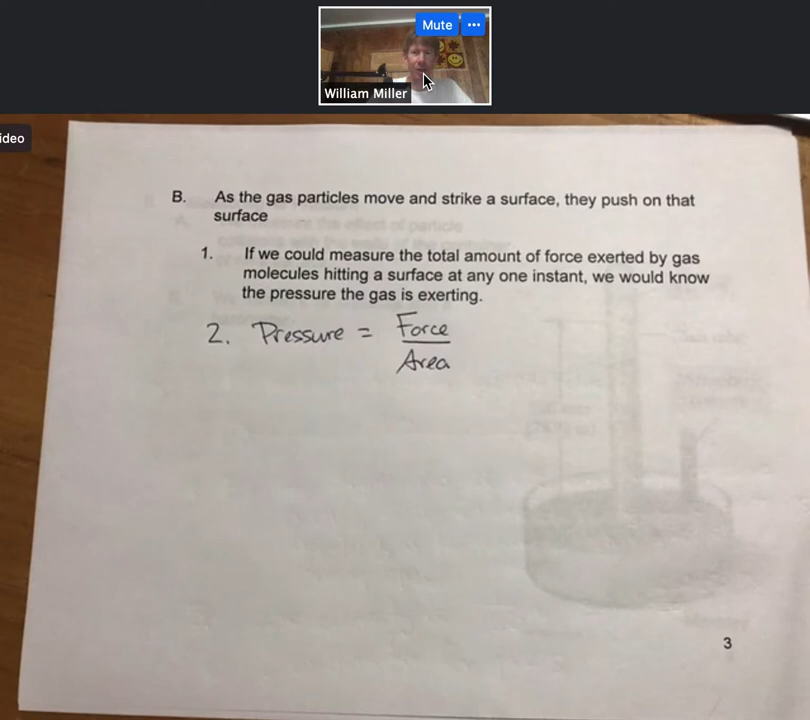 Mute
William Miller
ideo
B. As the gas particles move and strike a surface, they push on that
surface
1. If we could measure the total amount of force exerted by gas
molecules hitting a surface at any one instant, we would know
the pressure the gas is exerting.
2. Pressure = Force
Area
3